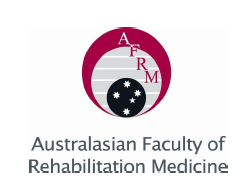 AFRM
Australasian Faculty of
Rehabilitation Medicine